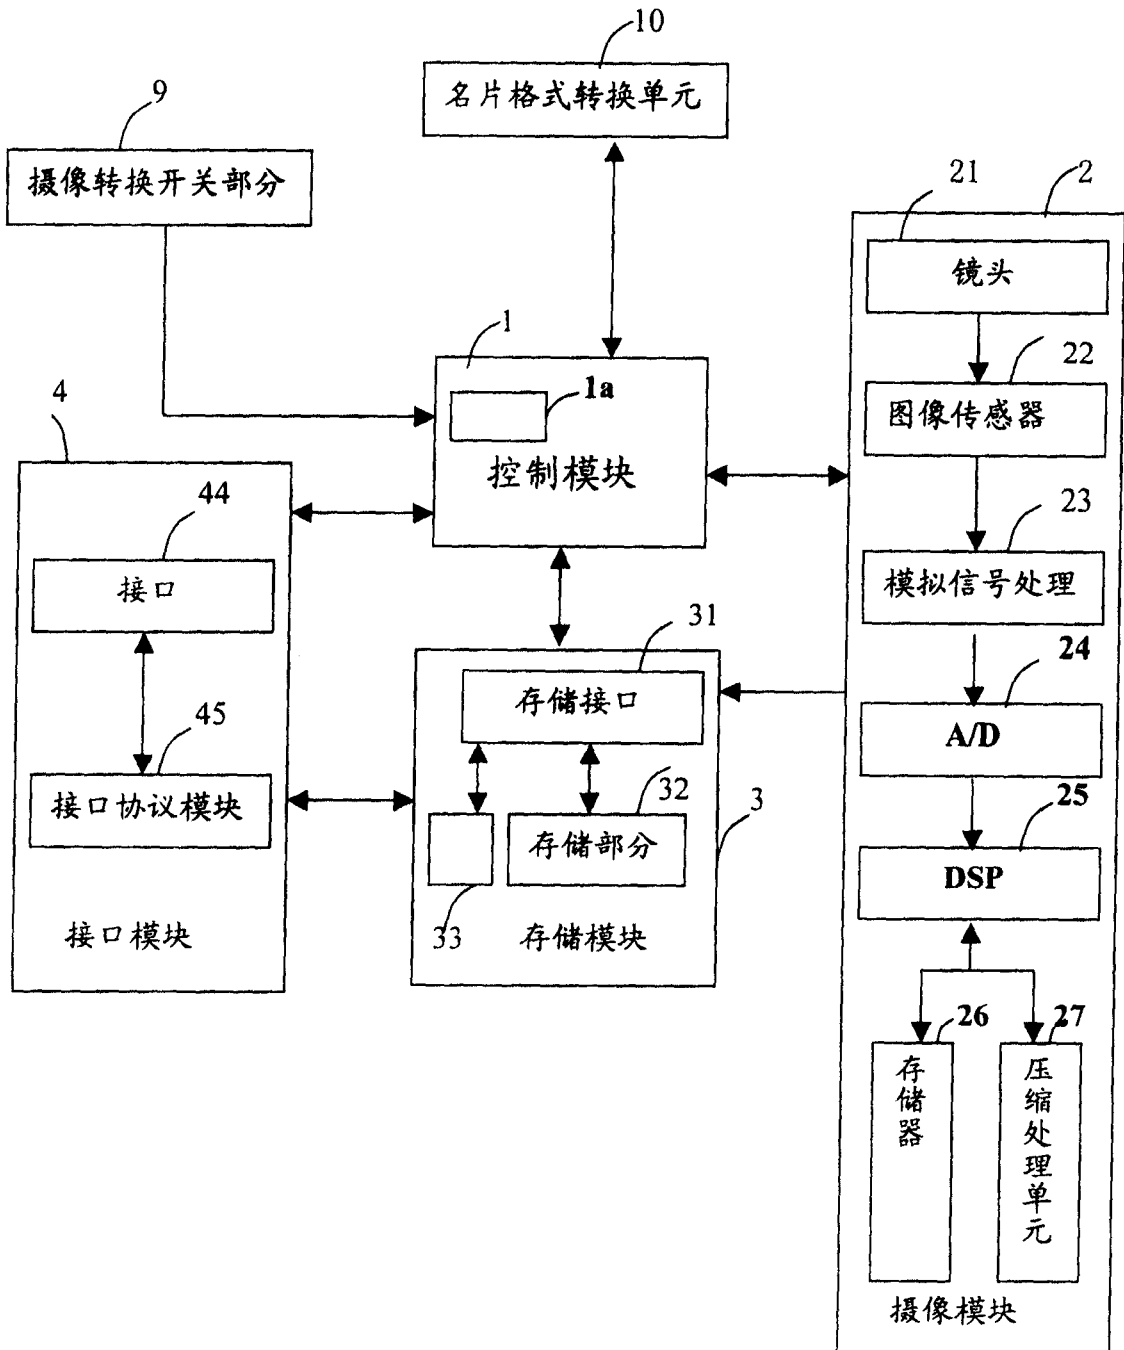 10
名片格式转换单元
9
摄像转换开关部分
2
21
镜头
1
1a
控制模块
22
图像传感器
4
44
接口
23
模拟信号处理
31
存储接口
24
A/D
45
接口协议模块
32
存储部分
3
25
DSP
33
接口模块
存储模块
26
存储器
27
压缩处理单元
摄像模块